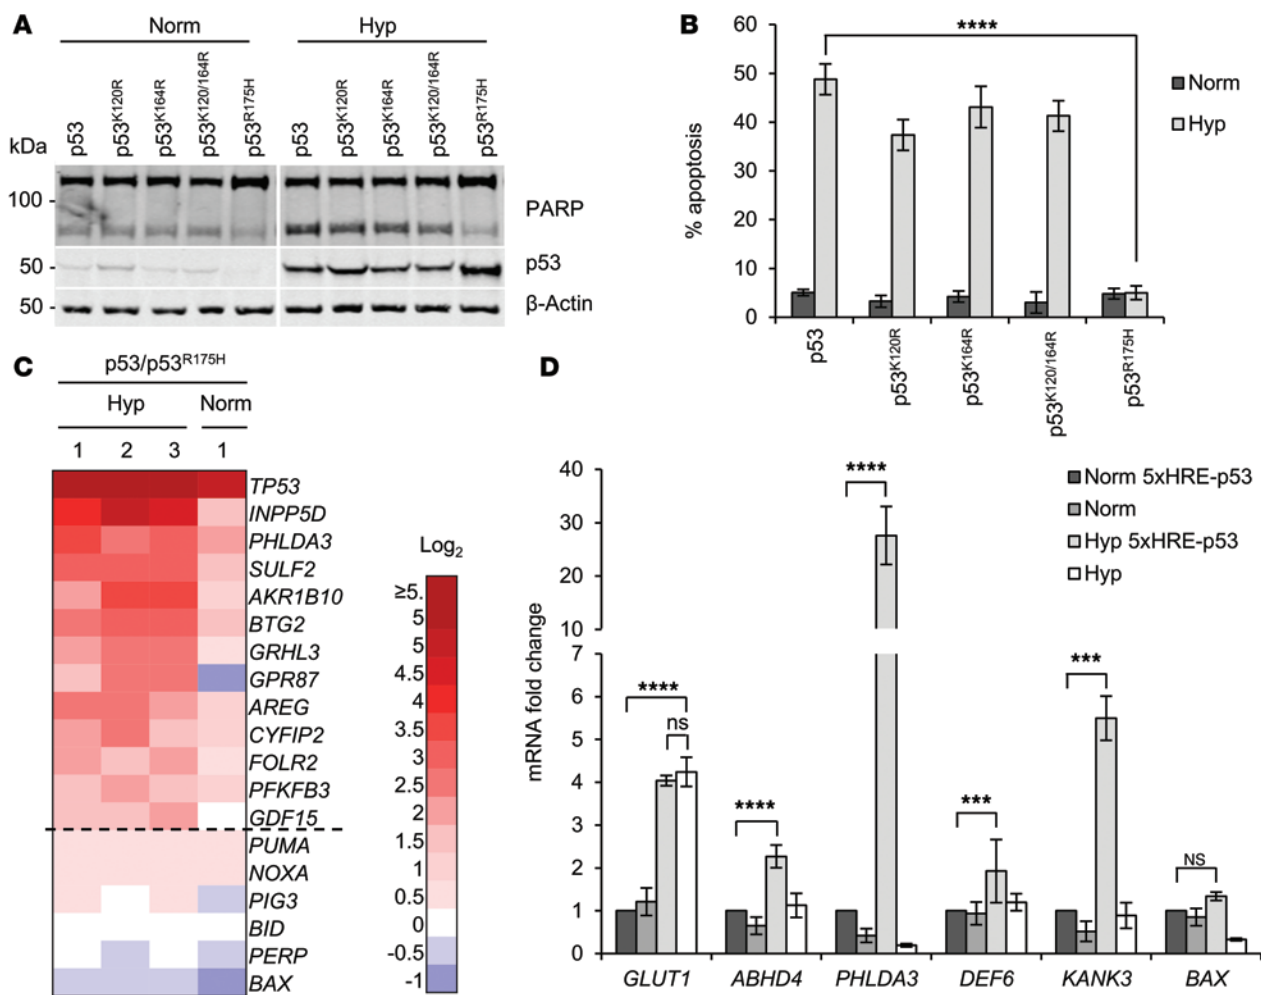 A
Norm
Hyp
kDa
p53
p53K120R
p53K164R
p53K120/164R
p53R175H
p53
p53K120R
p53K164R
p53K120/164R
p53R175H
100
PARP
50
p53
50
β-Actin
B
60
50
40
30
20
10
0
% apoptosis
****
Norm
Hyp
p53
p53K120R
p53K164R
p53K120/164R
p53R175H
C
p53/p53R175H
Hyp
Norm
1 2 3 1
TP53
INPP5D
PHLDA3
SULF2
AKR1B10
BTG2
GRHL3
GPR87
AREG
CYFIP2
FOLR2
PFKFB3
GDF15
PUMA
NOXA
PIG3
BID
PERP
BAX
Log2
≥5.
5
5
4.5
4
3.5
3
2.5
2
1.5
1
0.5
0
-0.5
-1
D
40
30
20
10
7
6
5
4
3
2
1
0
mRNA fold change
Norm 5xHRE-p53
Norm
Hyp 5xHRE-p53
Hyp
****
ns
****
****
***
***
NS
GLUT1 ABHD4 PHLDA3 DEF6 KANK3 BAX